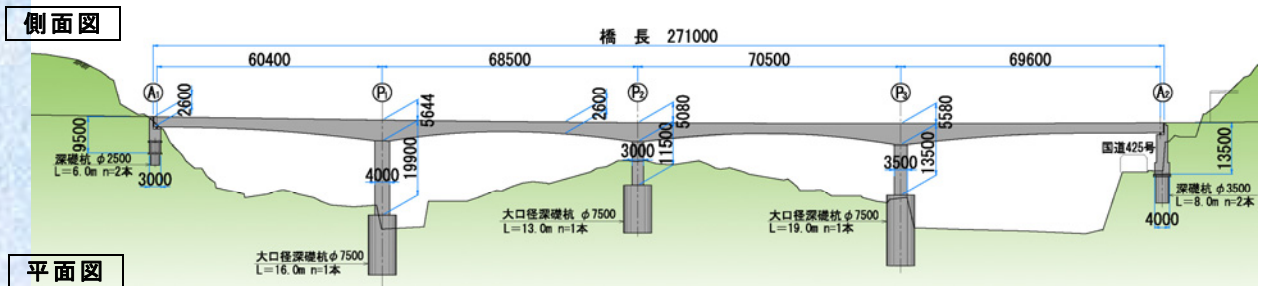 側面図
橋 長 271000
60400
68500
70500
69600
A1
P1
P2
P3
A2
2600
5644
2600
5080
5580
9500
19900
11500
13500
13500
深礎杭 φ2500
L=6.0m n=2本
3000
4000
3000
3500
国道425号
深礎杭 φ3500
L=8.0m n=2本
4000
大口径深礎杭 φ7500
L=16.0m n=1本
大口径深礎杭 φ7500
L=13.0m n=1本
大口径深礎杭 φ7500
L=19.0m n=1本
平面図